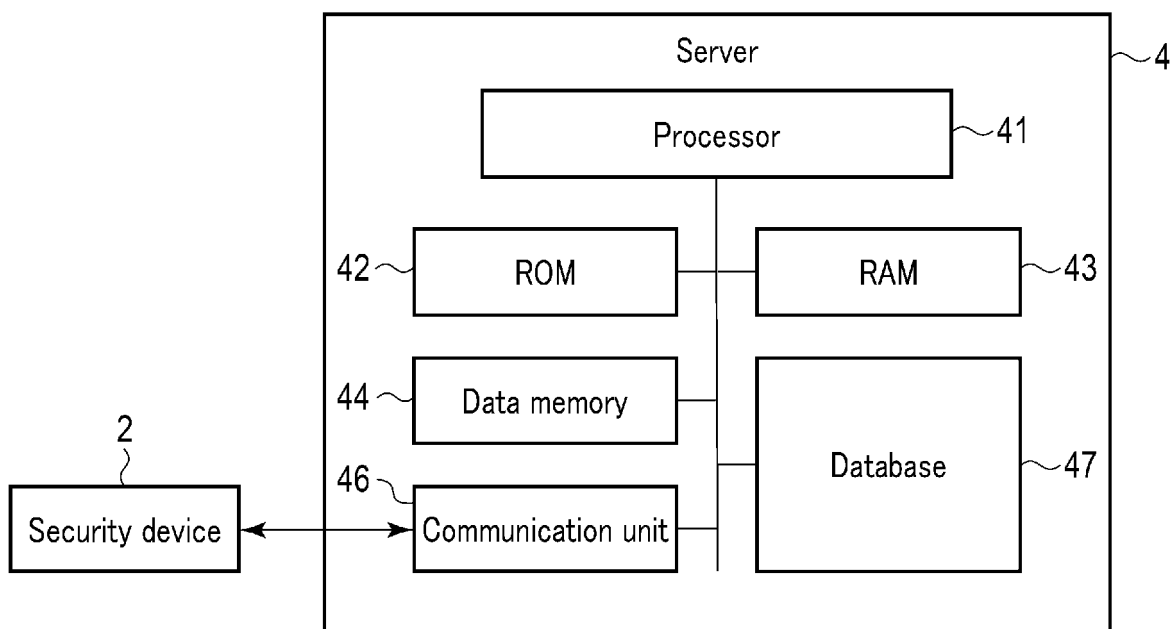 Server
4
Processor
41
42
ROM
RAM
43
44
Data memory
2
46
Database
47
Security device
Communication unit